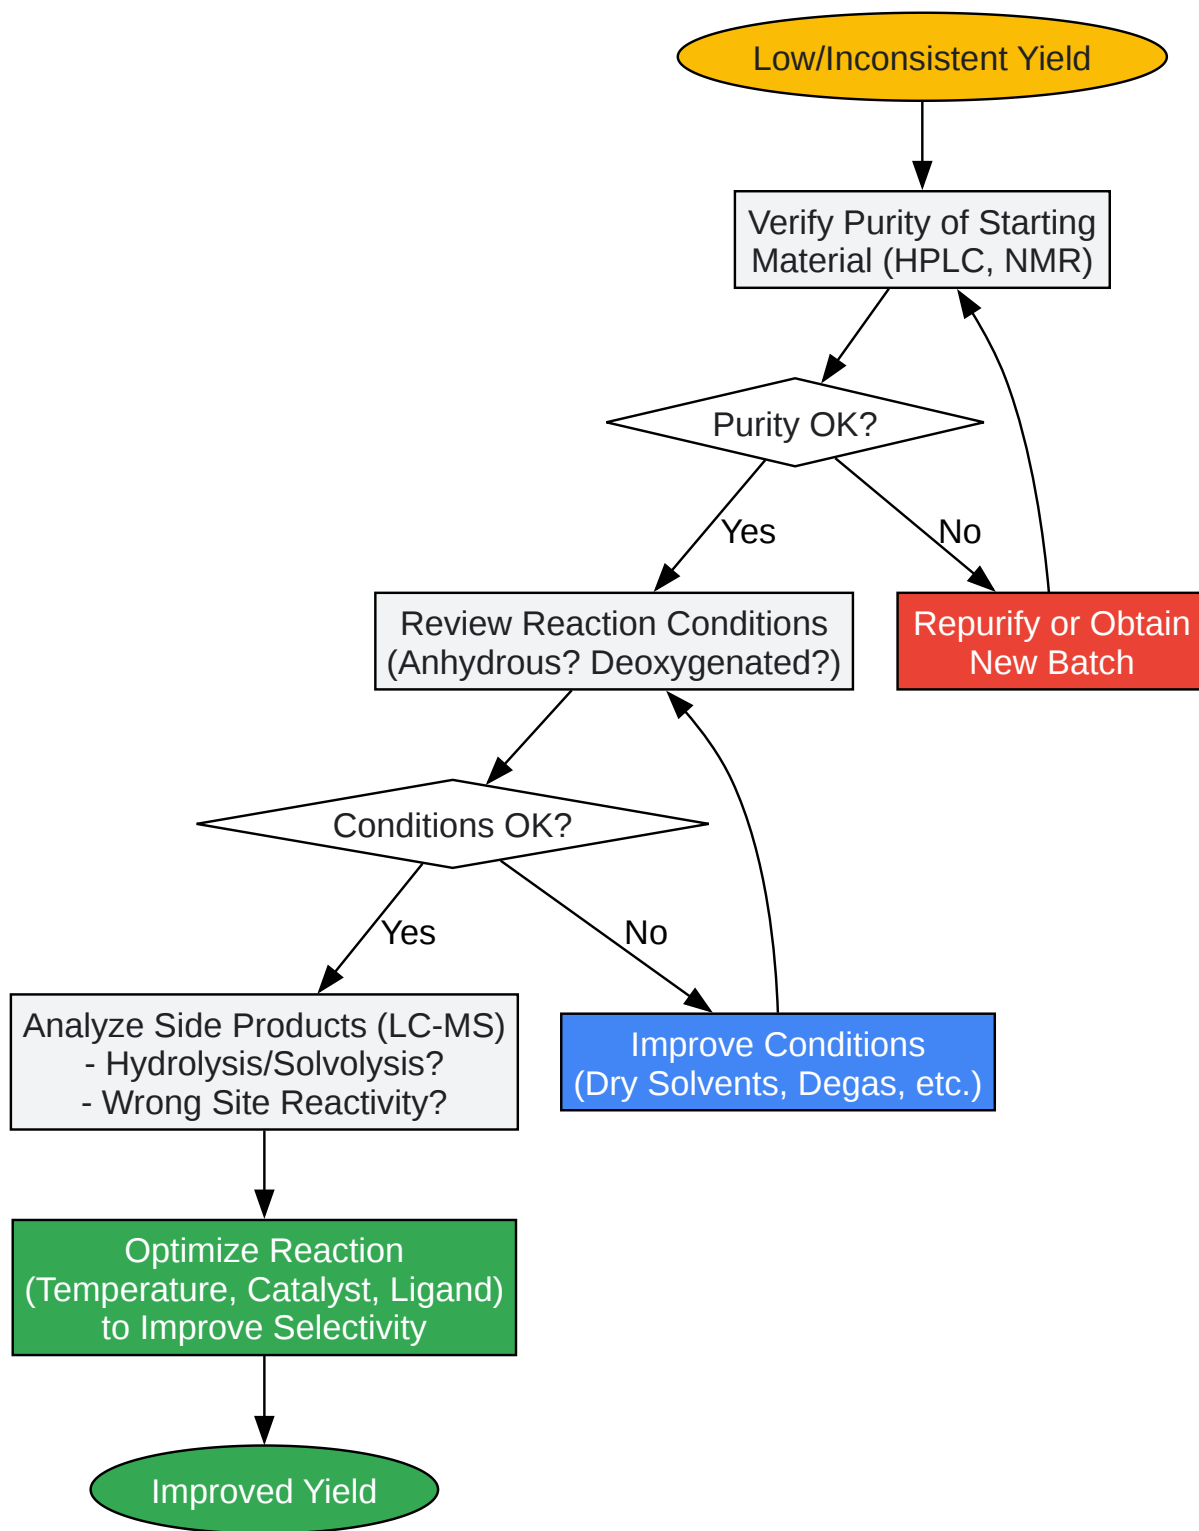 Low/Inconsistent Yield
Verify Purity of Starting
Material (HPLC, NMR)
Purity OK?
Yes
No
Review Reaction Conditions
(Anhydrous? Deoxygenated?)
Repurify or Obtain
New Batch
Conditions OK?
Yes
No
Analyze Side Products (LC-MS)
- Hydrolysis/Solvolysis?
- Wrong Site Reactivity?
Improve Conditions
(Dry Solvents, Degas, etc.)
Optimize Reaction
(Temperature, Catalyst, Ligand)
to Improve Selectivity
Improved Yield